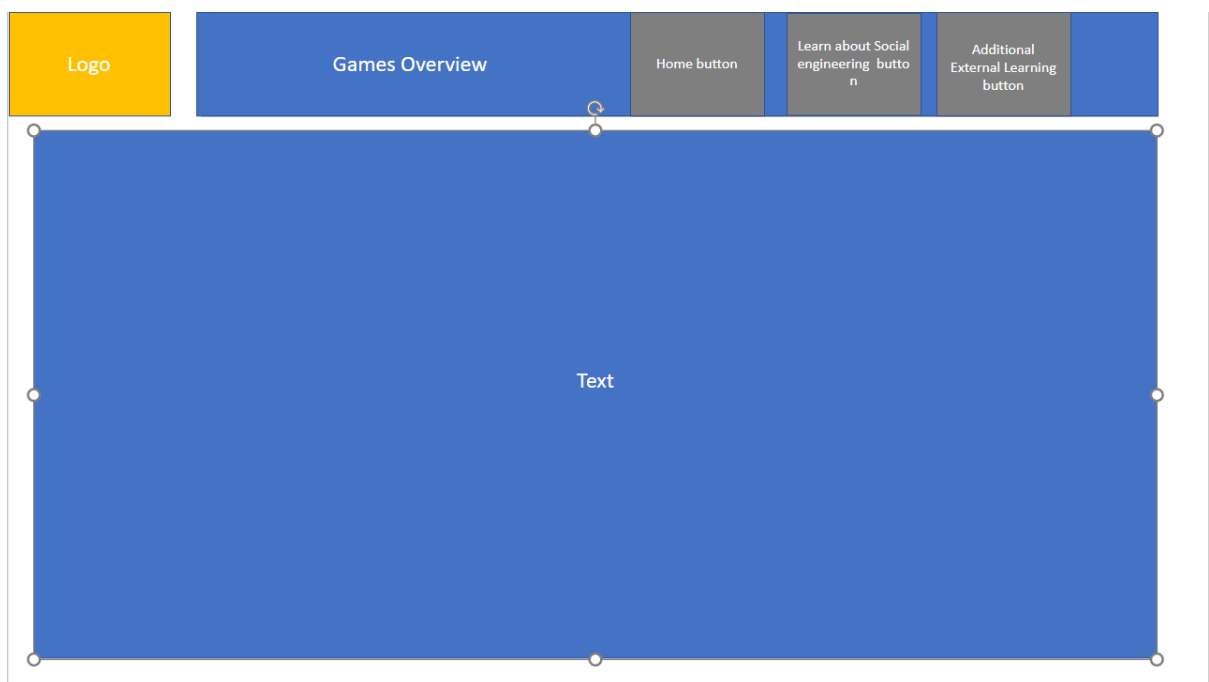 Logo
Games Overview
Home button
Learn about Social
engineering  butto
n
Additional
External Learning
button
Text